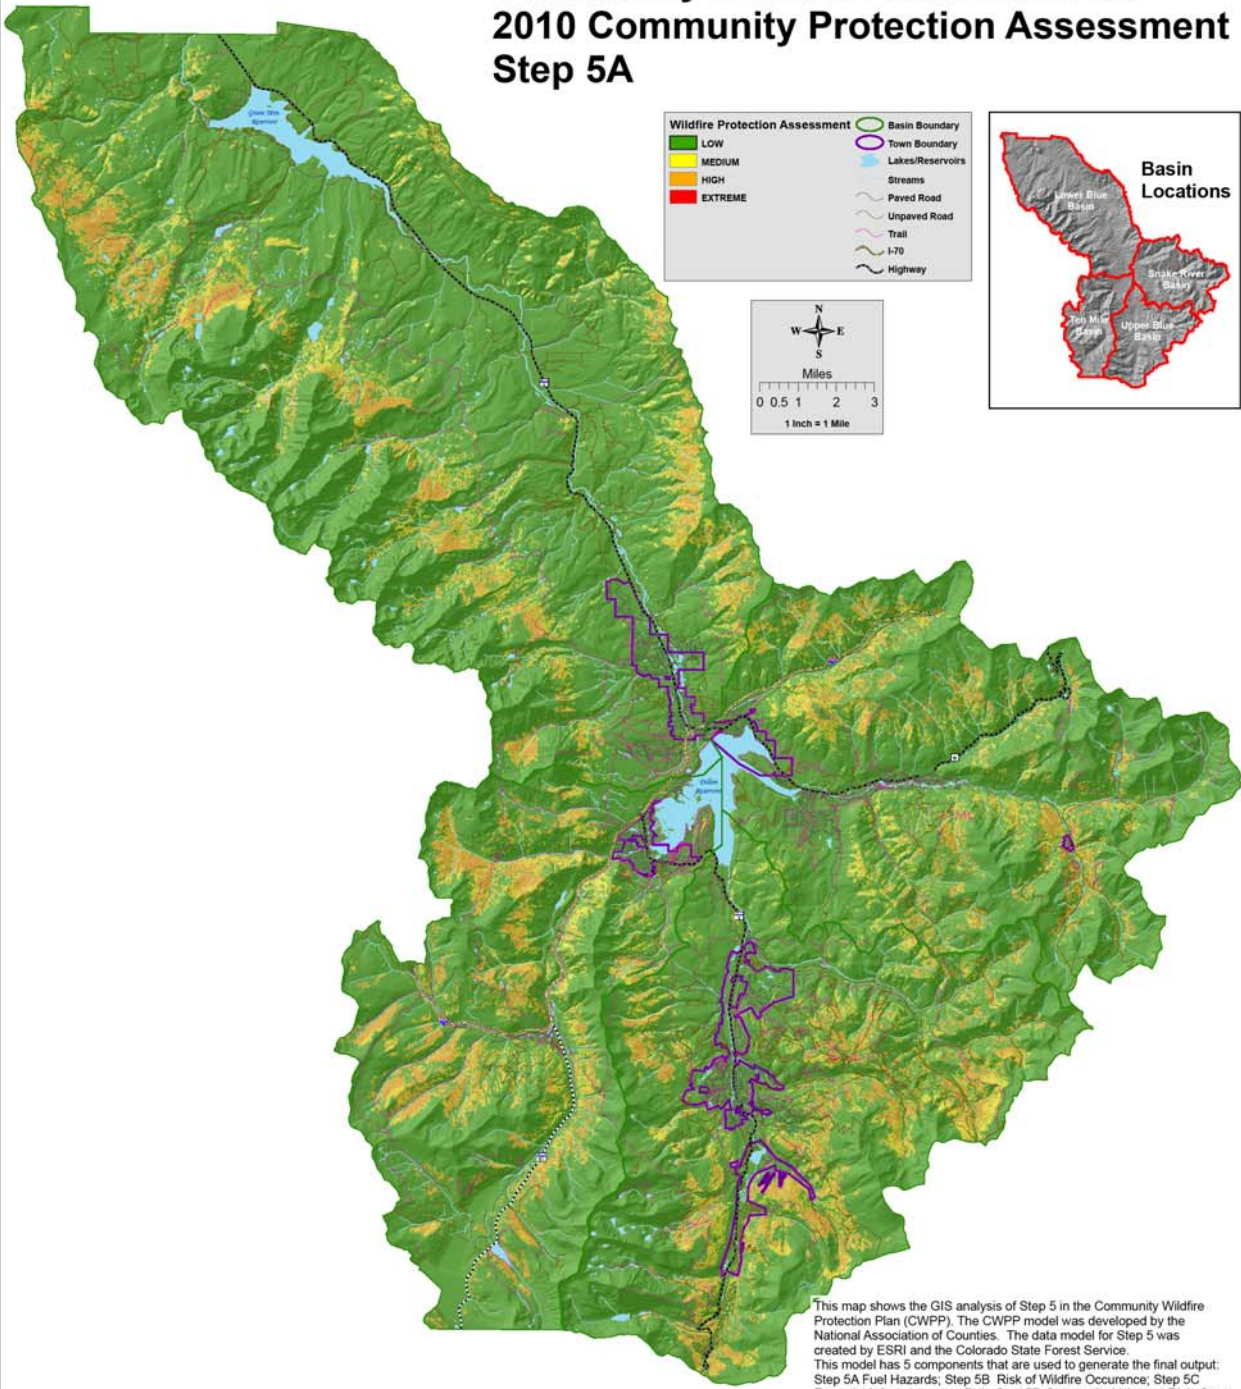 2010 Community Protection Assessment
Step 5A
Wildfire Protection Assessment
LOW
MEDIUM
HIGH
EXTREME
Basin Boundary
Town Boundary
Lakes/Reservoirs
Streams
Paved Road
Unpaved Road
Trail
I-70
Highway
Basin
Locations
Lower Blue
Basin
Snake River
Basin
Ten Mile
Basin
Upper Blue
Basin
N
W E
S
Miles
0 0.5 1 2 3
1 Inch = 1 Mile
Green Mtn.
Reservoir
Dillon
Reservoir
This map shows the GIS analysis of Step 5 in the Community Wildfire
Protection Plan (CWPP). The CWPP model was developed by the
National Association of Counties. The data model for Step 5 was
created by ESRI and the Colorado State Forest Service.
This model has 5 components that are used to generate the final output:
Step 5A Fuel Hazards; Step 5B Risk of Wildfire Occurence; Step 5C